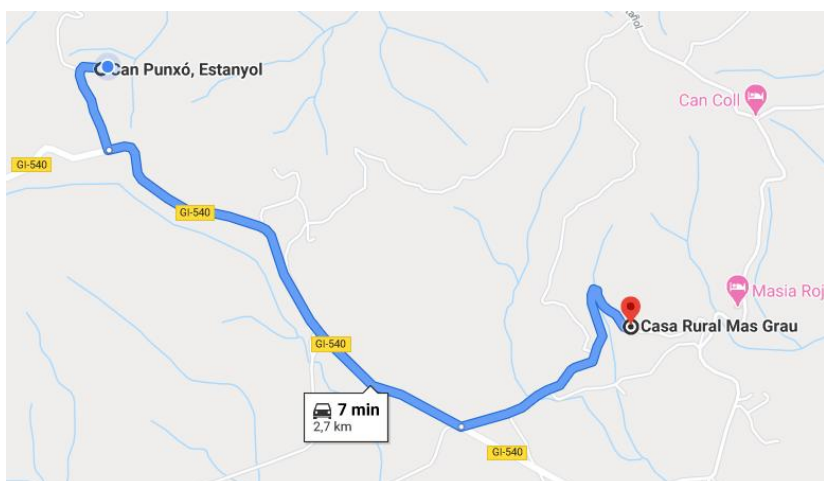 Can Punxó, Estanyol
Can Coll
GI-540
GI-540
Masia Roj
Casa Rural Mas Grau
GI-540
7 min
2,7 km
GI-540